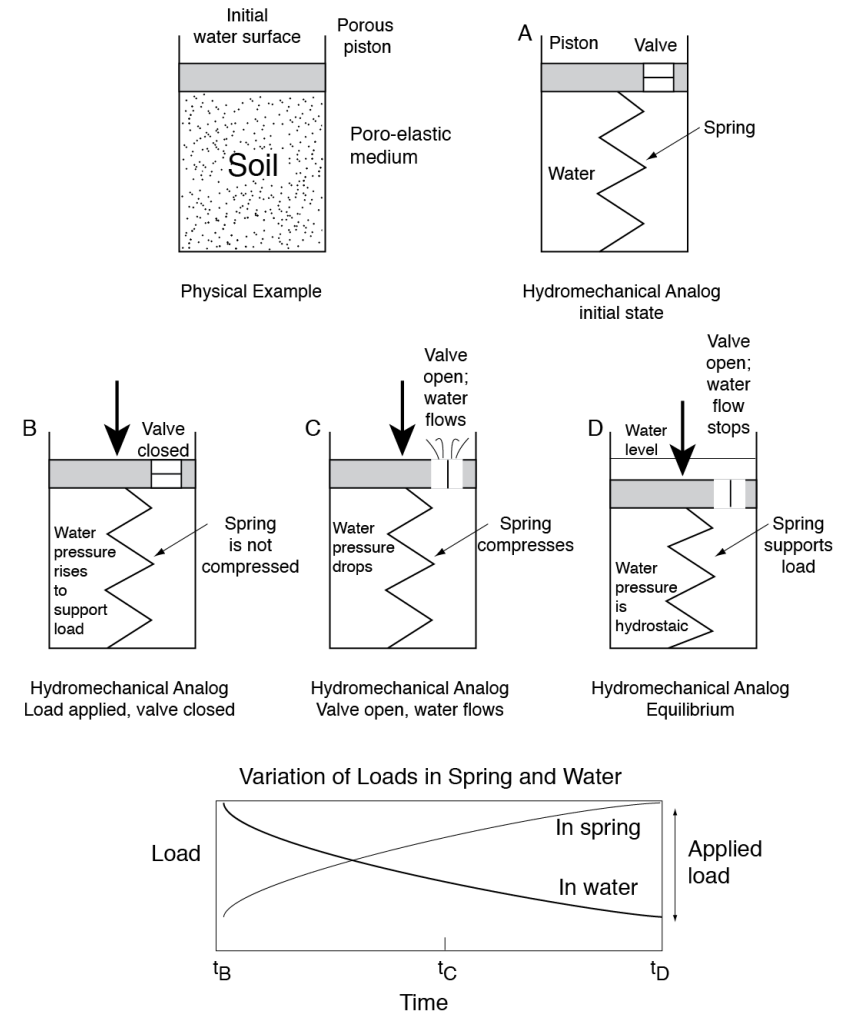 Initial
water surface
Porous
piston
Soil
Poro-elastic
medium
Physical Example
A
Piston
Valve
Spring
Water
Hydromechanical Analog
initial state
B
Valve
closed
Water
pressure
rises
to
support
load
Spring
is not
compressed
Hydromechanical Analog
Load applied, valve closed
C
Valve
open;
water
flows
Water
pressure
drops
Spring
compresses
Hydromechanical Analog
Valve open, water flows
D
Water
level
Valve
open;
water
flow
stops
Water
pressure
is
hydrostaic
Spring
supports
load
Hydromechanical Analog
Equilibrium
Variation of Loads in Spring and Water
Load
In spring
In water
Applied
load
tB
tC
tD
Time